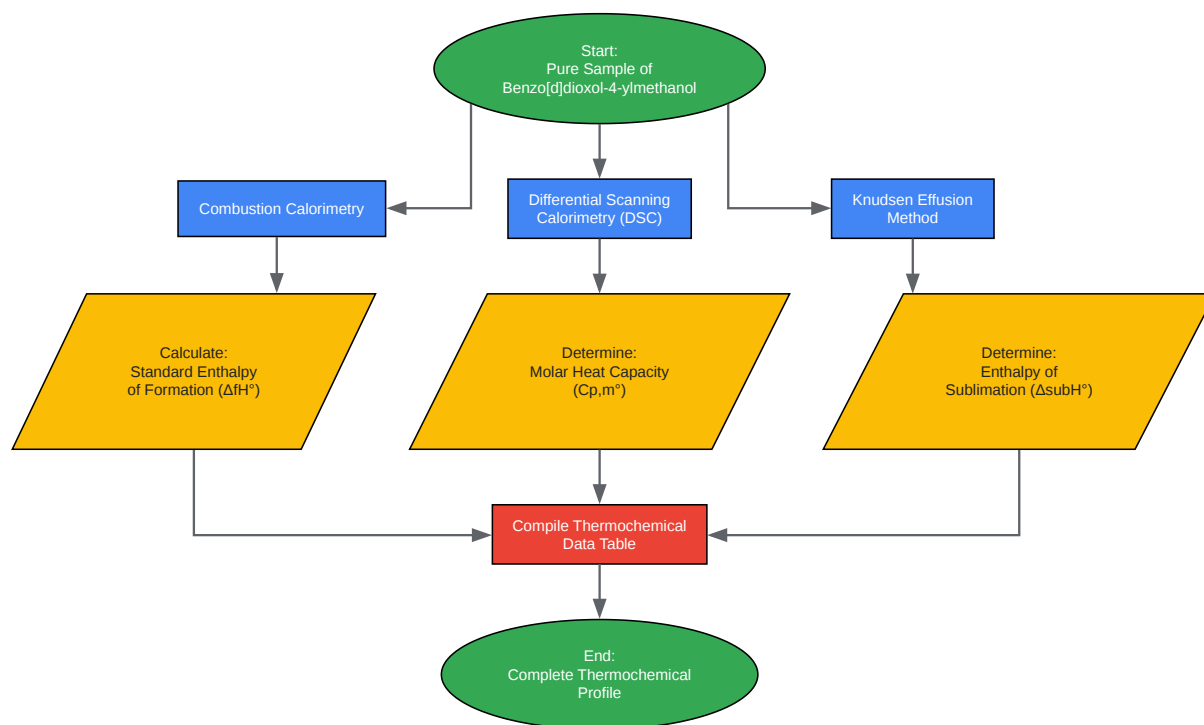 Start:
Pure Sample of
Benzo[d]dioxol-4-ylmethanol
Combustion Calorimetry
Differential Scanning
Calorimetry (DSC)
Knudsen Effusion
Method
Calculate:
Standard Enthalpy
of Formation (ΔfH°)
Determine:
Molar Heat Capacity
(Cp,m°)
Determine:
Enthalpy of
Sublimation (ΔsubH°)
Compile Thermochemical
Data Table
End:
Complete Thermochemical
Profile